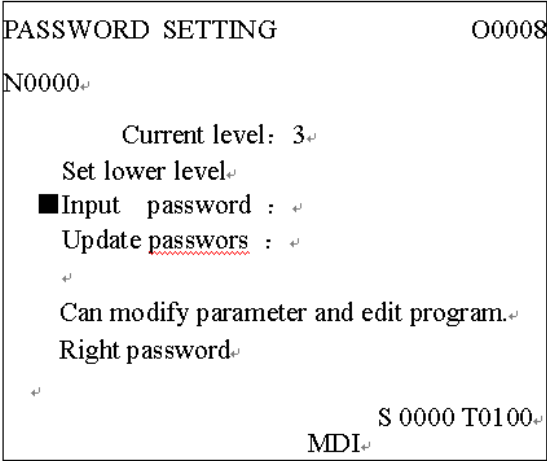 PASSWORD SETTING O0008
N0000
Current level：3
Set lower level
Input password ：
Update passwors ：
Can modify parameter and edit program.
Right password
S 0000 T0100
MDI